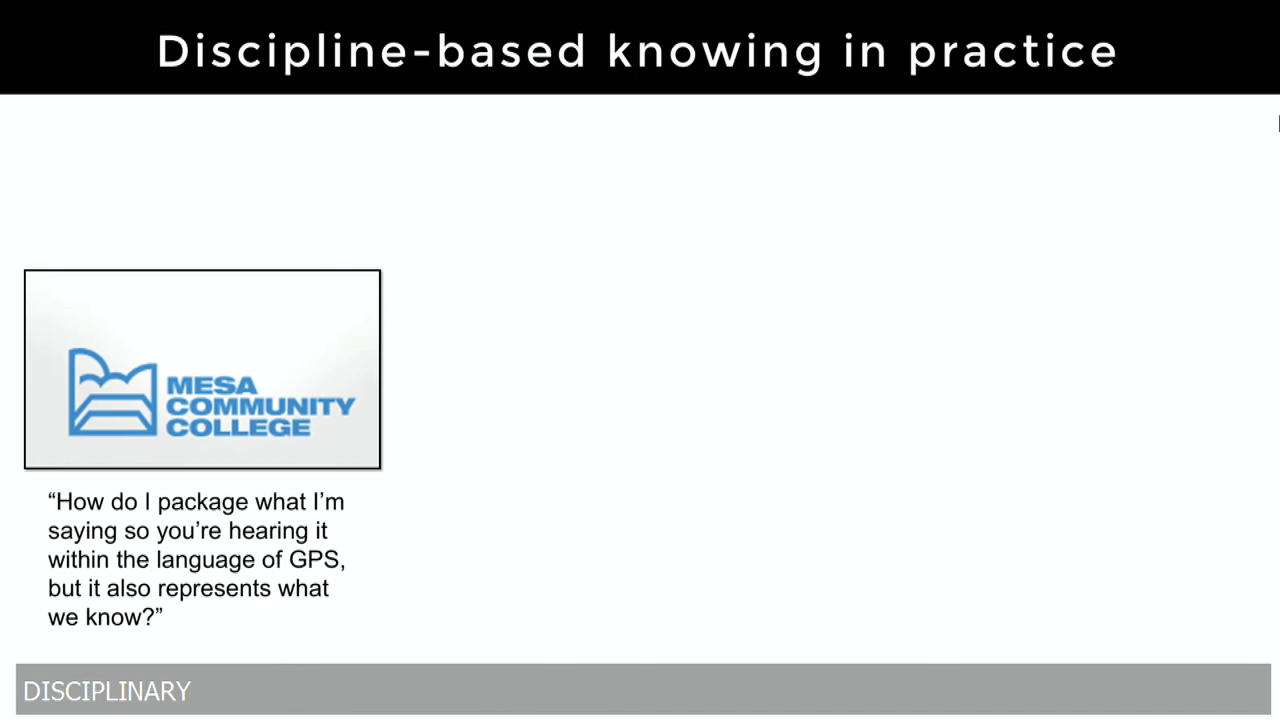 Discipline-based knowing in practice
MESA
COMMUNITY
COLLEGE
“How do I package what I’m
saying so you’re hearing it
within the language of GPS,
but it also represents what
we know?”
DISCIPLINARY